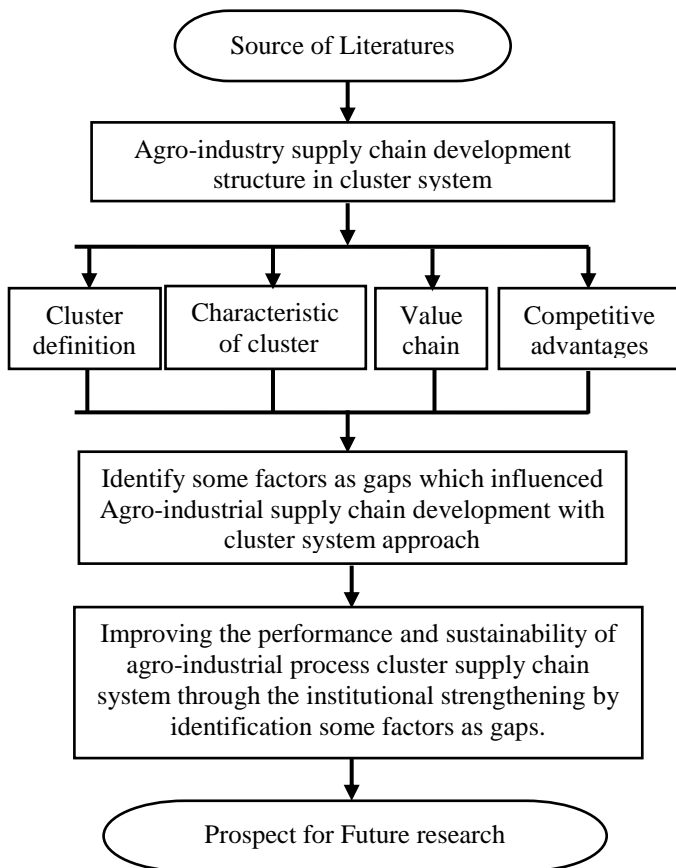 Source of Literatures
Agro-industry supply chain development
structure in cluster system
Cluster
definition
Characteristic
of cluster
Value
chain
Competitive
advantages
Identify some factors as gaps which influenced
Agro-industrial supply chain development with
cluster system approach
Improving the performance and sustainability of
agro-industrial process cluster supply chain
system through the institutional strengthening by
identification some factors as gaps.
Prospect for Future research